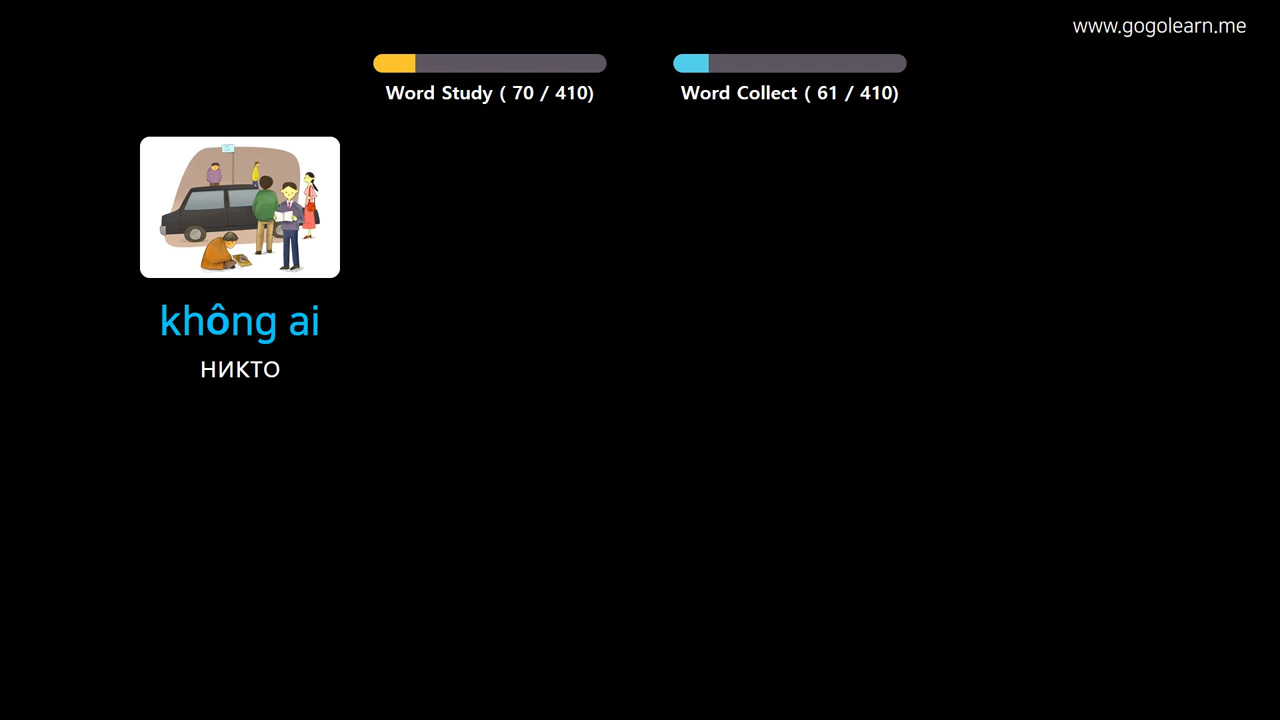 www.gogolearn.me
Word Study ( 70 / 410)
Word Collect ( 61 / 410)
không ai
никто